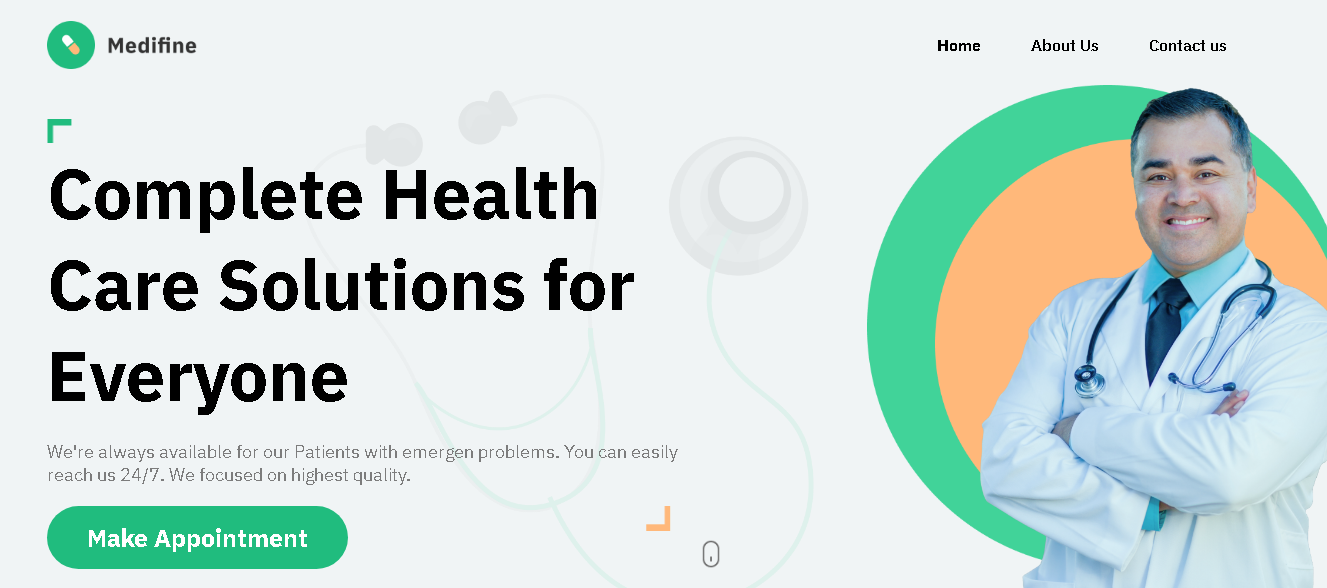 Medifine
Home About Us Contact us
Complete Health
Care Solutions for
Everyone
We're always available for our Patients with emergen problems. You can easily
reach us 24/7. We focused on highest quality.
Make Appointment